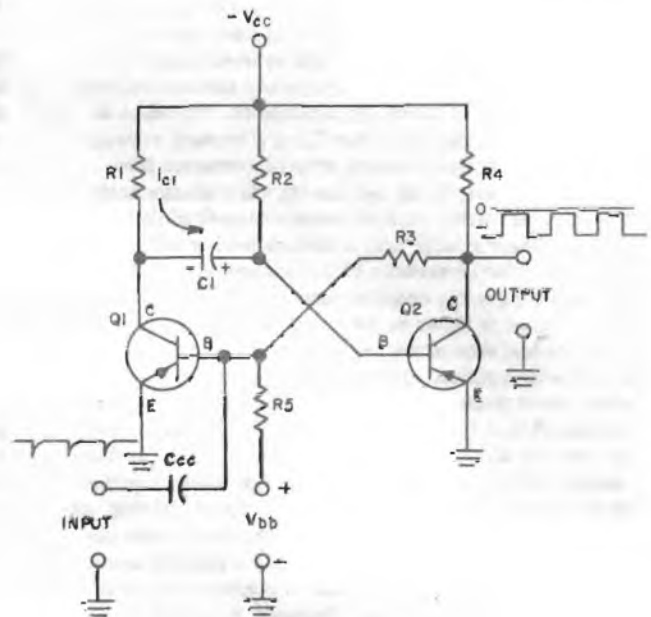 -Vcc
R1
ic1
R2
R4
0
-
R3
- +
C1
OUTPUT
Q1
C
B
E
Q2
C
B
E
-
R5
Ccc
INPUT
+
VBB
-